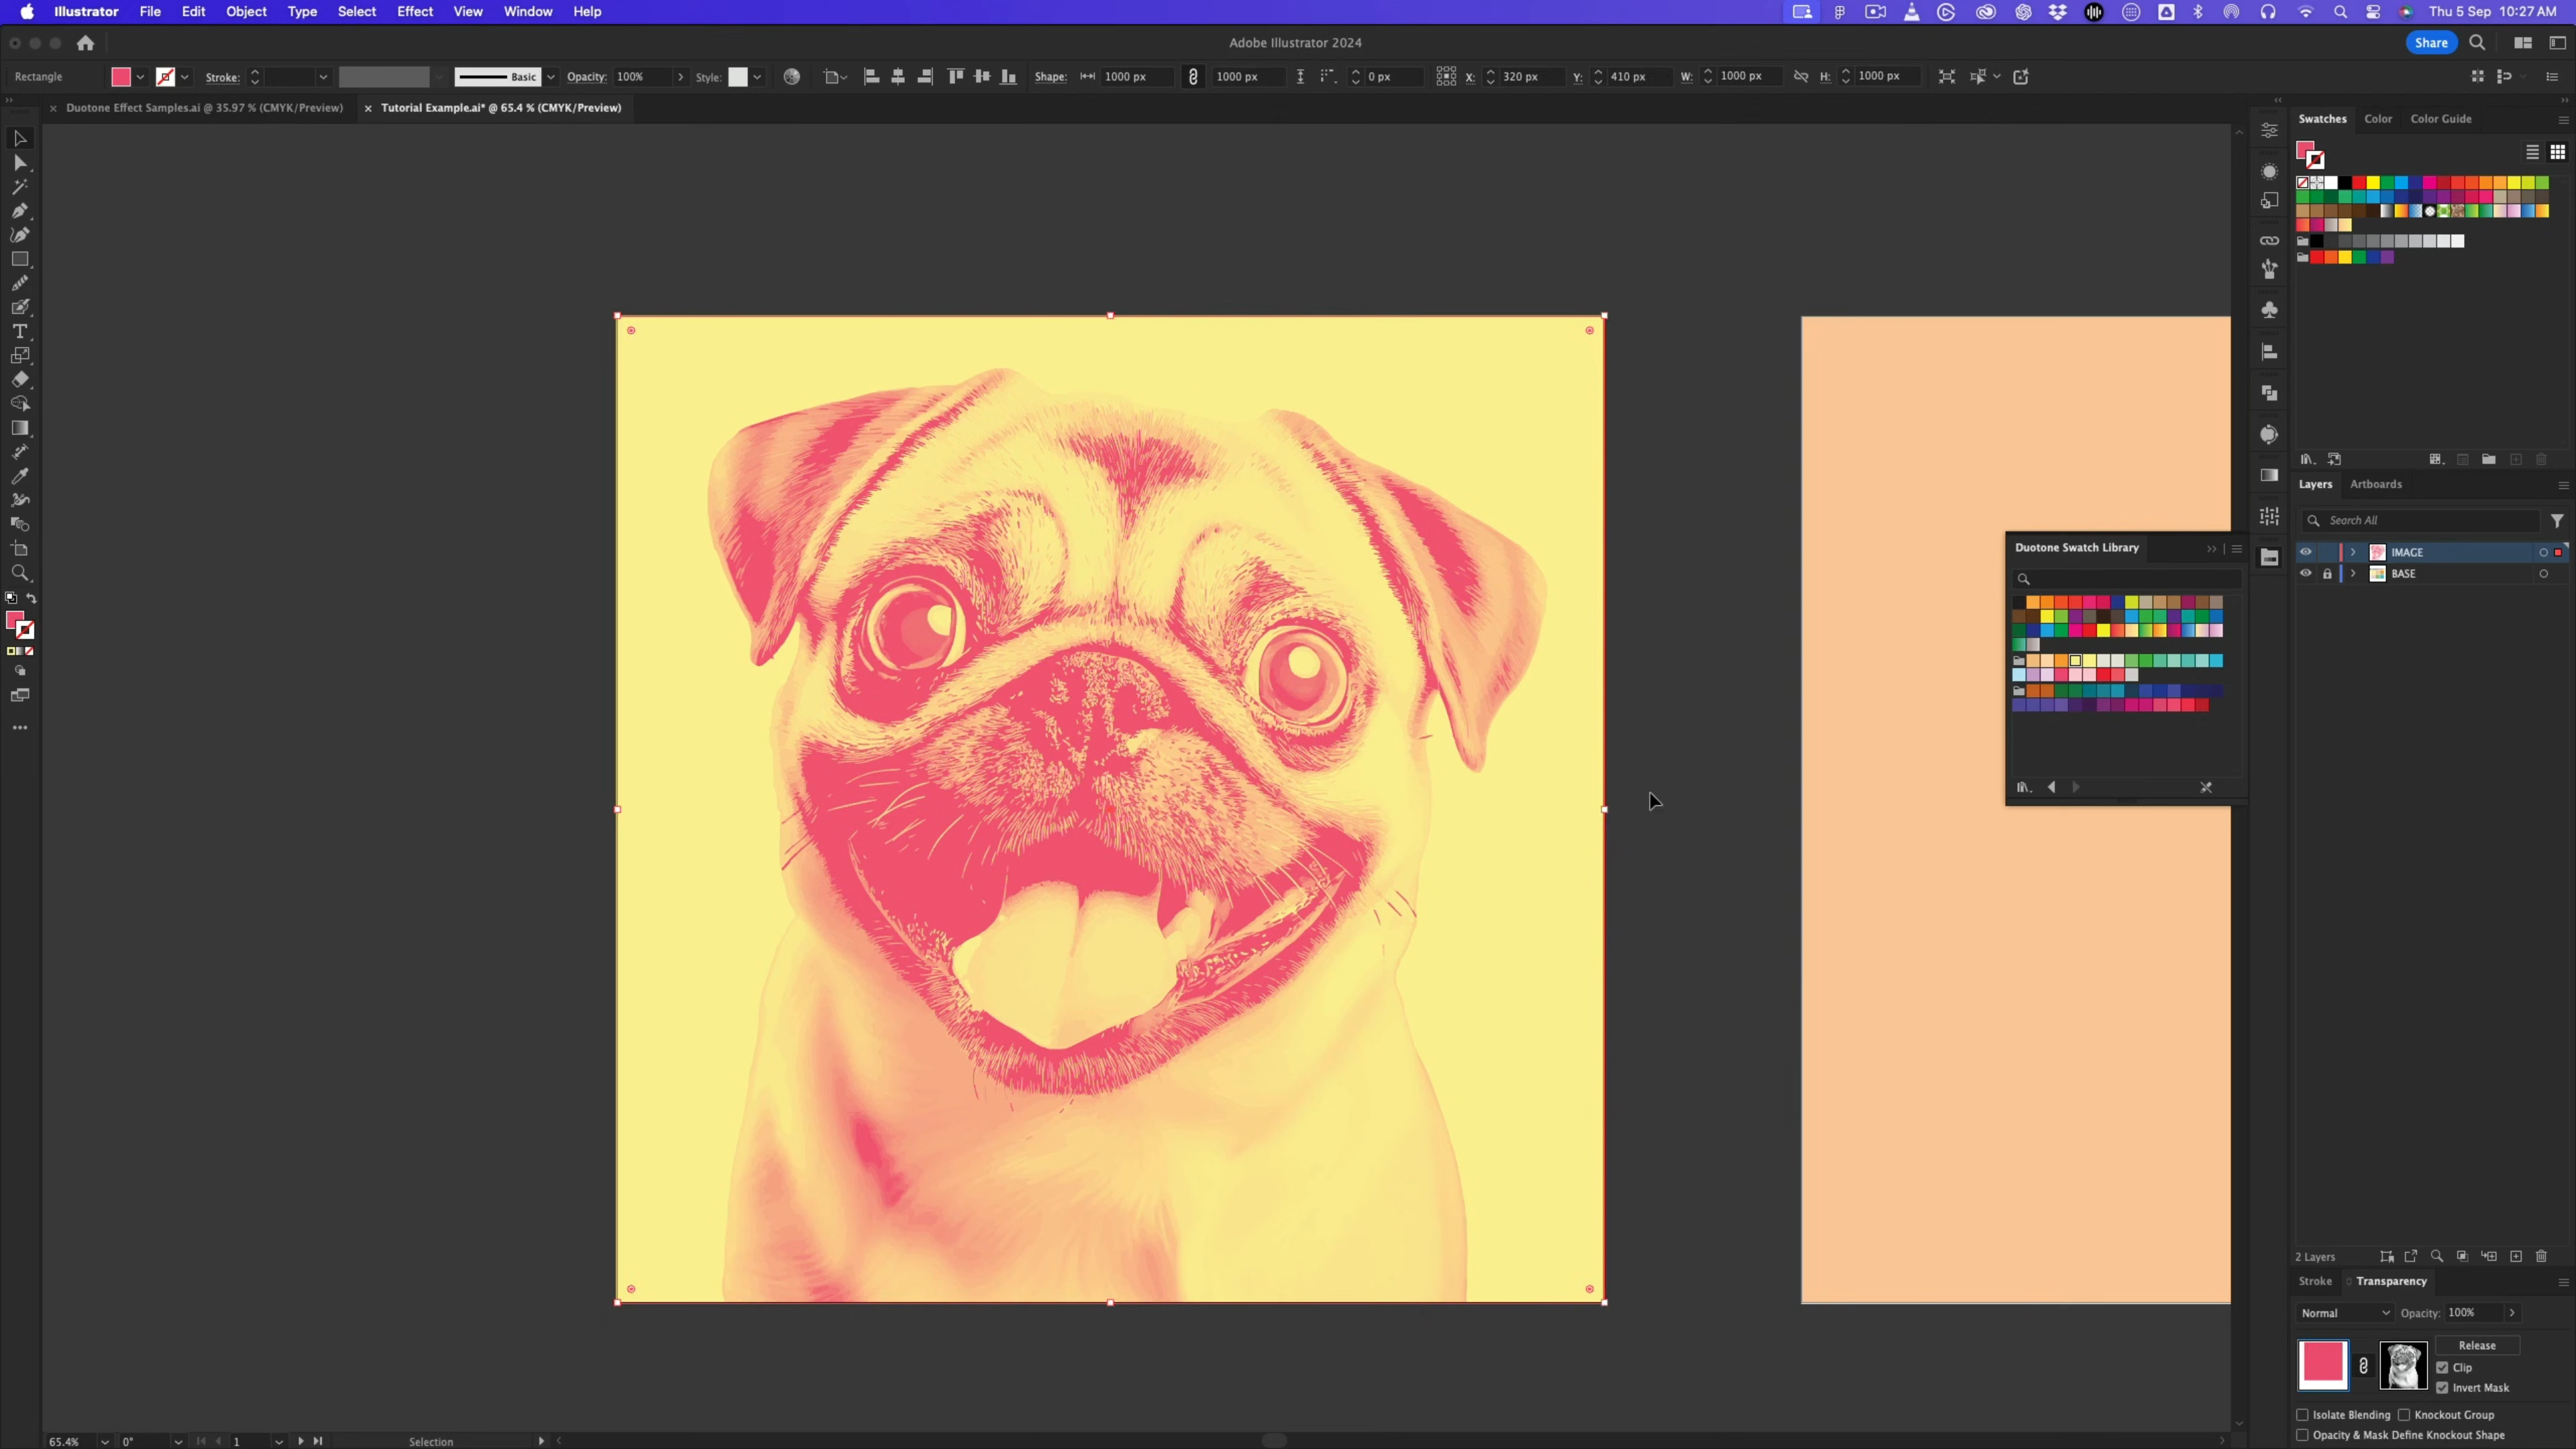 Illustrator File Edit Object Type Select Effect View Window Help Thu 5 Sep 10:27 AM
Adobe Illustrator 2024 Share
Rectangle Stroke: Basic Opacity: 100% Style: Shape: 1000 px 1000 px 0 px X: 320 px Y: 410 px W: 1000 px H: 1000 px
Duotone Effect Samples.ai @ 35.97 % (CMYK/Preview) Tutorial Example.ai* @ 65.4 % (CMYK/Preview)
Swatches Color Color Guide
Layers Artboards
Search All
Duotone Swatch Library
IMAGE
BASE
2 Layers
Stroke Transparency
Normal Opacity: 100%
Release
Clip
Invert Mask
Isolate Blending Knockout Group
Opacity & Mask Define Knockout Shape
65.4% 0° 1 Selection